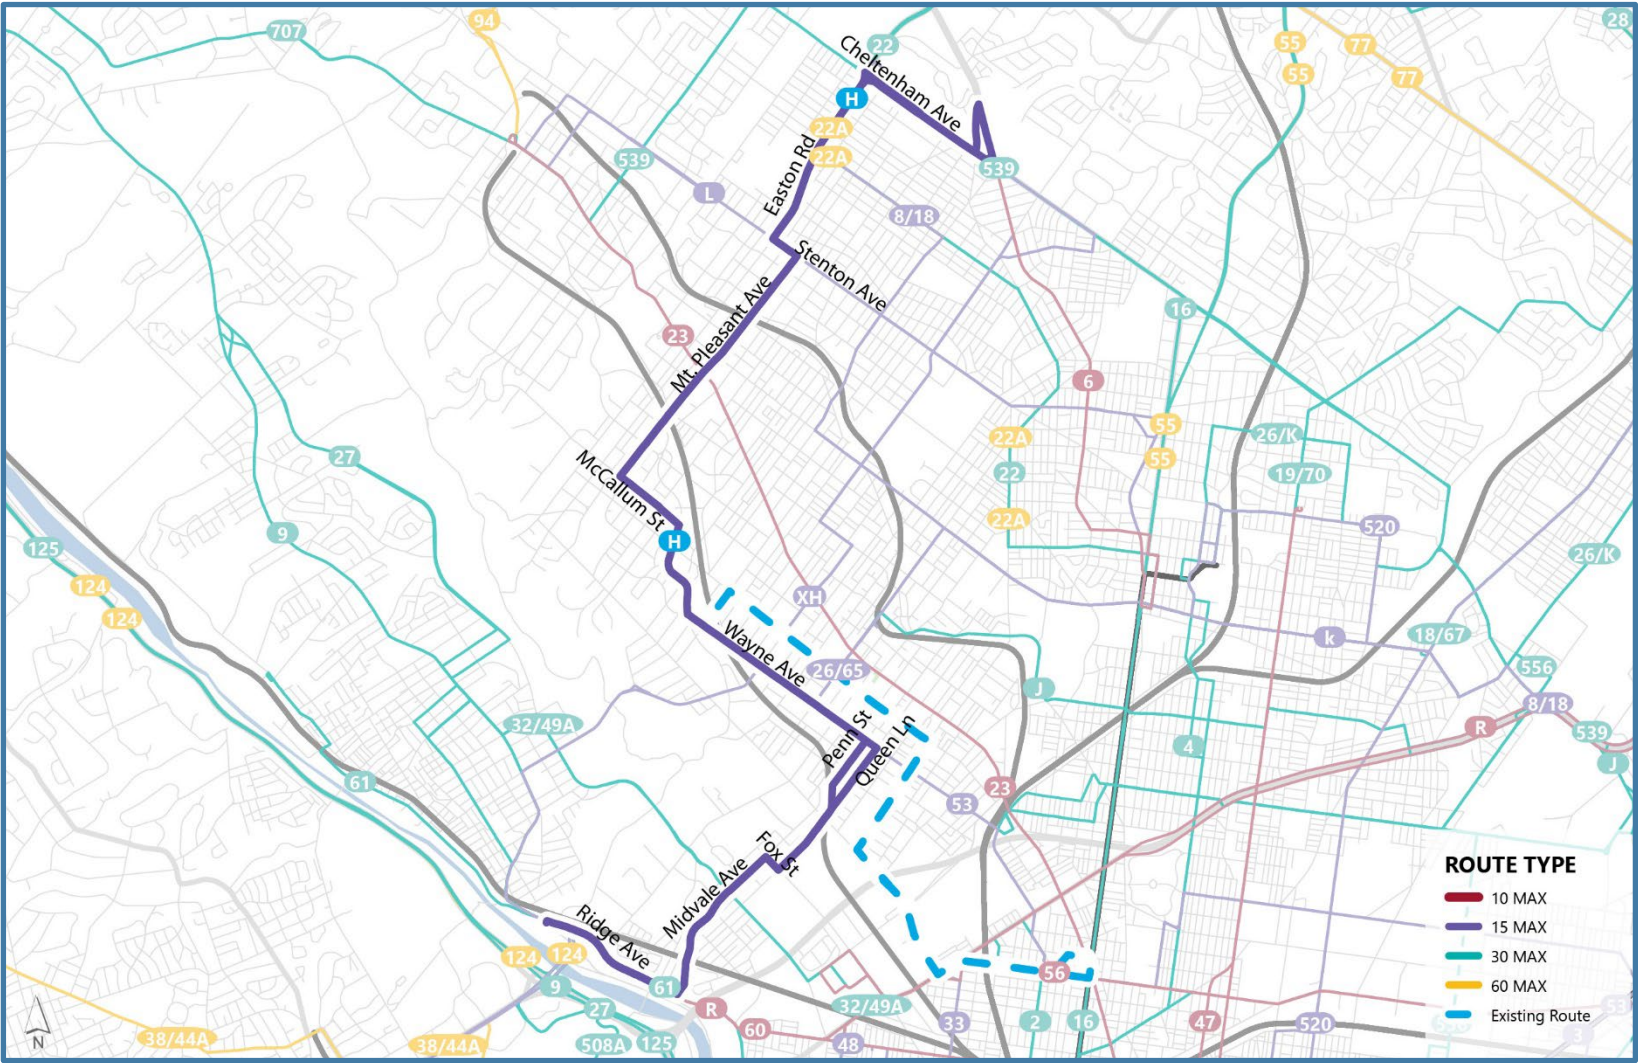 94
28
707
22
55
77
Cheltenham Ave
55
77
H
22A
22A
539
539
Easton Rd
L
8/18
Stenton Ave
Mt. Pleasant Ave
16
23
6
55
26/K
22A
27
McCallum St
55
22
19/70
22A
520
9
H
125
26/K
124
XH
124
Wayne Ave
k
18/67
26/65
556
J
8/18
32/49A
Penn St
Queen Ln
R
539
4
J
61
23
53
Fox St
Midvale Ave
ROUTE TYPE
10 MAX
15 MAX
30 MAX
60 MAX
Existing Route
Ridge Ave
124
124
56
9
61
27
R
32/49A
N
38/44A
38/44A
508A
125
60
48
33
2
16
47
520
53
3